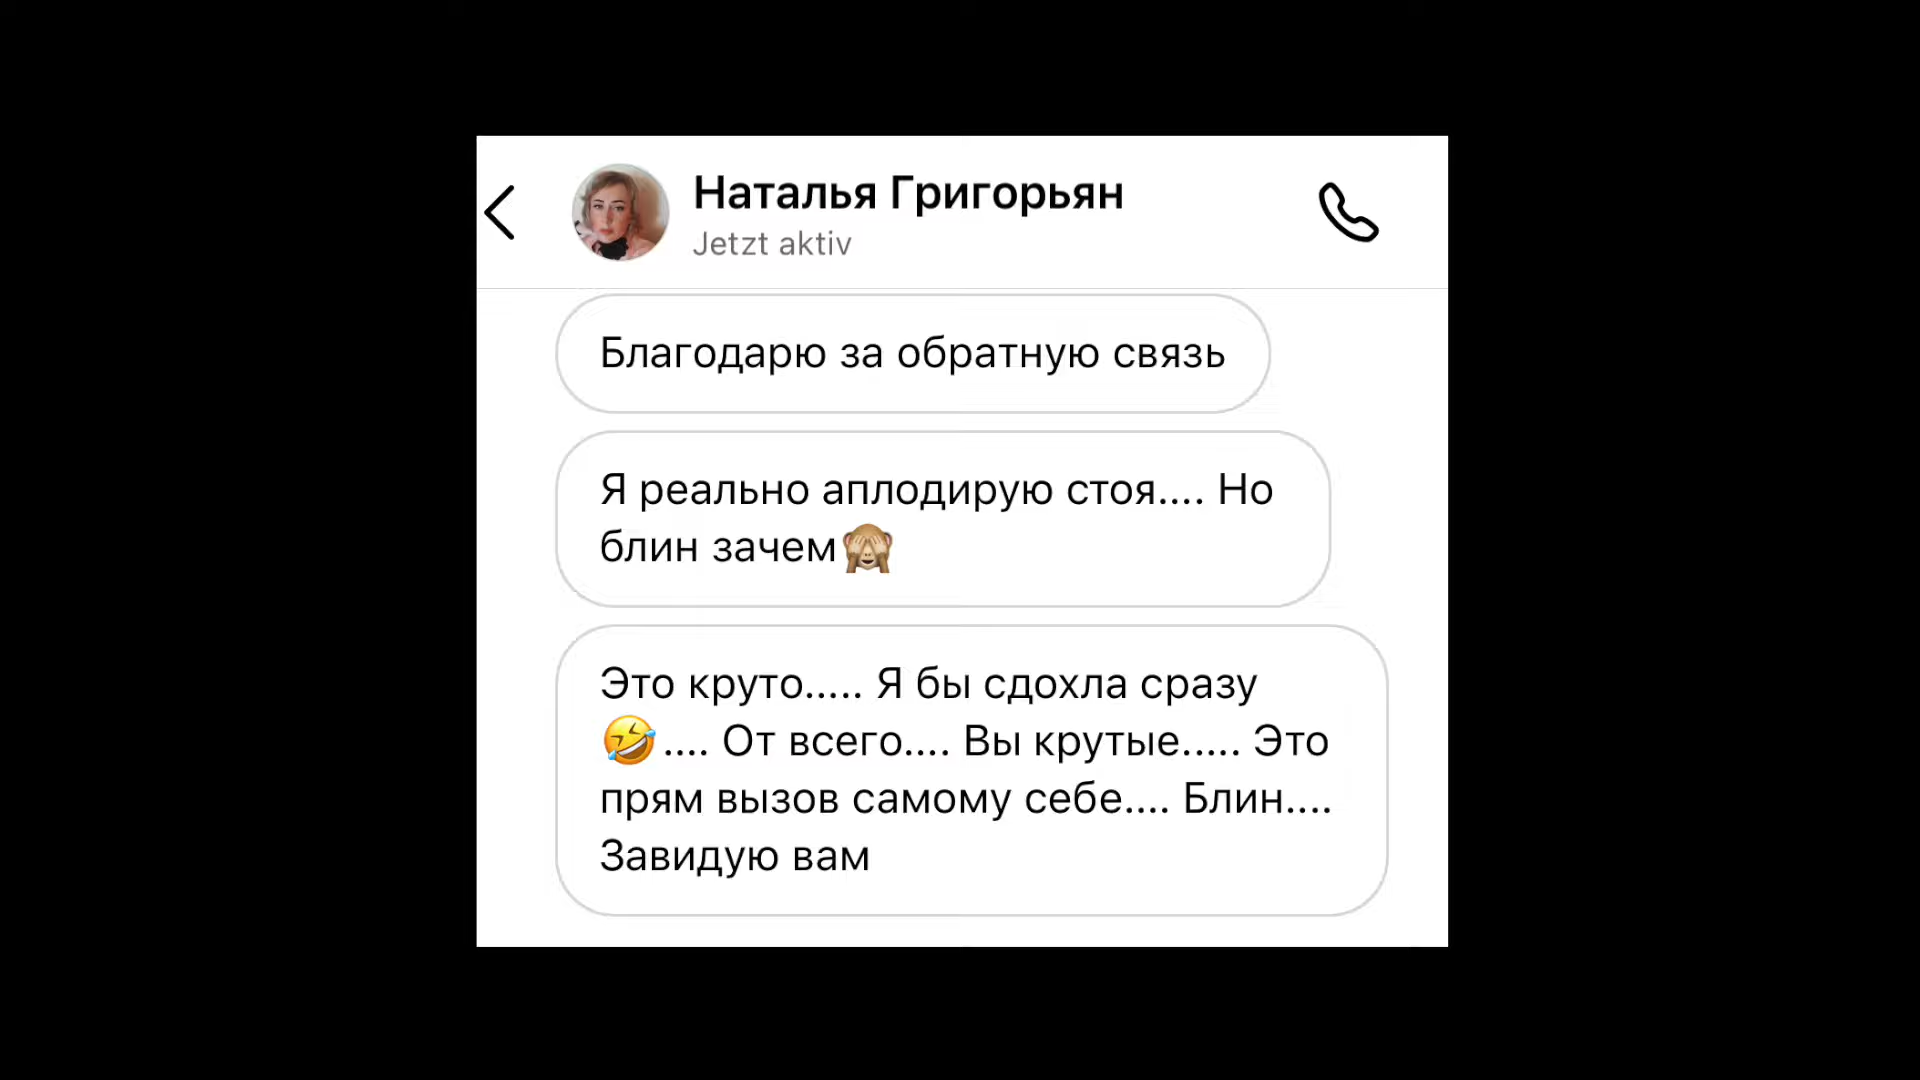 Наталья Григорьян
Jetzt aktiv
Благодарю за обратную связь
Я реально аплодирую стоя.... Но
блин зачем🙈
Это круто..... Я бы сдохла сразу
🤣.... От всего.... Вы крутые..... Это
прям вызов самому себе.... Блин....
Завидую вам